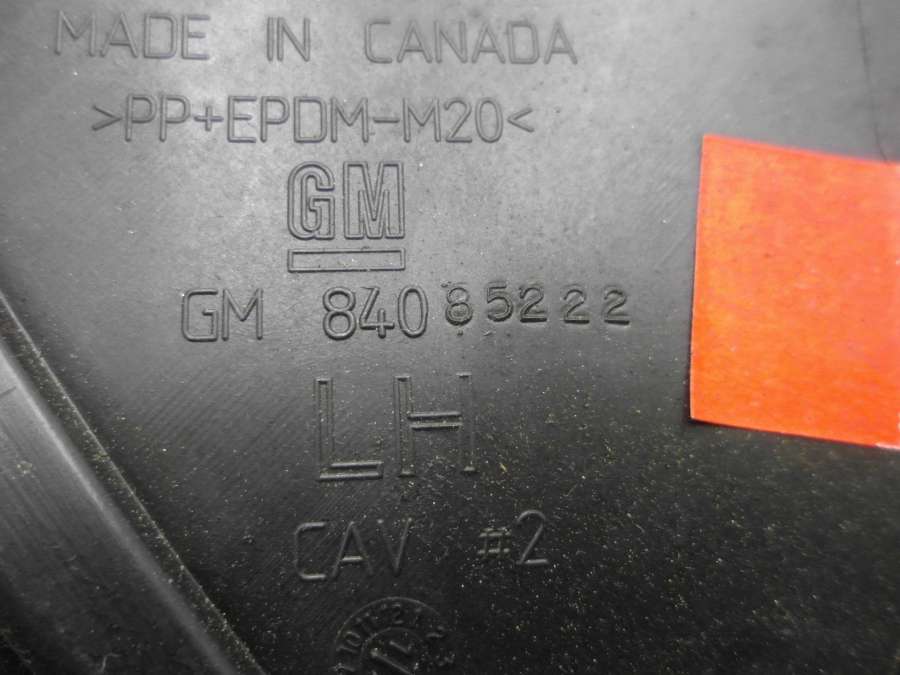 MADE IN CANADA
>PP+EPDM-M20<
GM
GM 84085222
LH
CAV #2